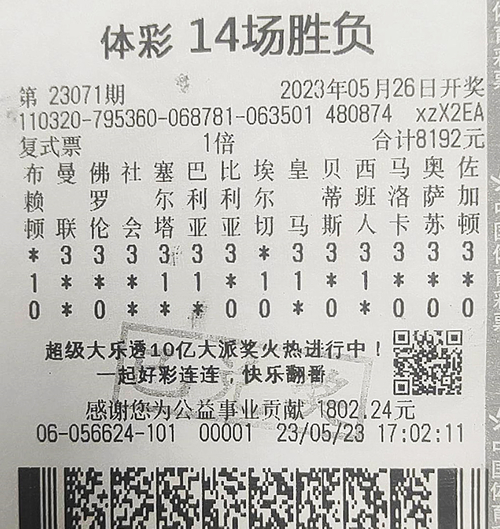 体彩 14场胜负
第 23071期 2023年05月26日开奖
110320-795360-068781-063501 480874 xzX2EA
复式票 1倍 合计8192元
布 曼 佛 社 塞 巴 比 埃 皇 贝 西 马 奥 佐
赖 罗 尔 利 利 尔 蒂 班 洛 萨 加
顿 联 伦 会 塔 亚 亚 切 马 斯 人 卡 苏 顿
* 3 3 3 3 3 3 * 3 3 3 3 3 3
1 * * * 1 1 * 1 1 * 1 * * *
0 * 0 * * * 0 0 * 0 * 0 0 0
超级大乐透10亿大派奖火热进行中！
一起好彩连连，快乐翻番
感谢您为公益事业贡献 1802.24元
06-056624-101 00001 23/05/23 17:02:11